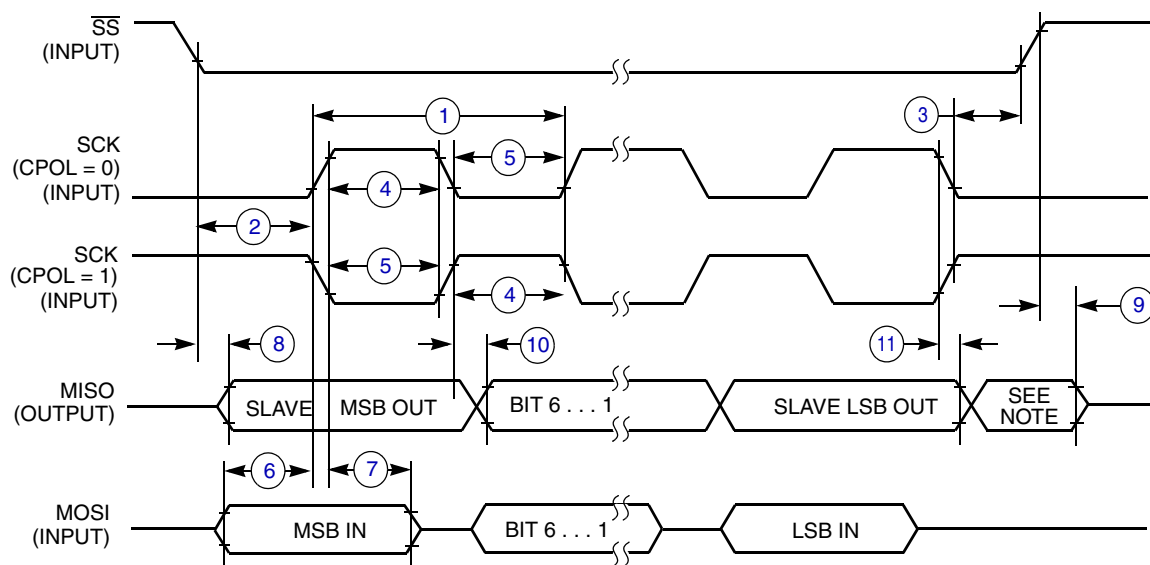 SS
(INPUT)
1
3
SCK
(CPOL = 0)
(INPUT)
5
4
2
SCK
(CPOL = 1)
(INPUT)
5
4
9
8
10
11
MISO
(OUTPUT)
SLAVE MSB OUT
BIT 6 . . . 1
SLAVE LSB OUT
SEE
NOTE
6
7
MOSI
(INPUT)
MSB IN
BIT 6 . . . 1
LSB IN